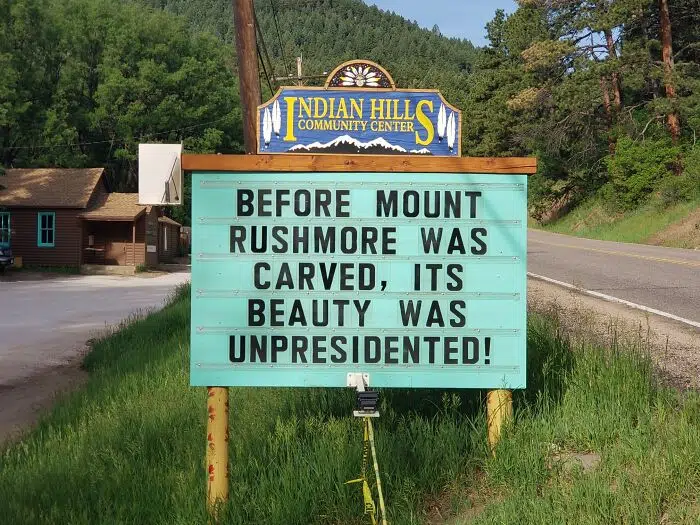 INDIAN HILLS
COMMUNITY CENTER
BEFORE MOUNT
RUSHMORE WAS
CARVED, ITS
BEAUTY WAS
UNPRESIDENTED!